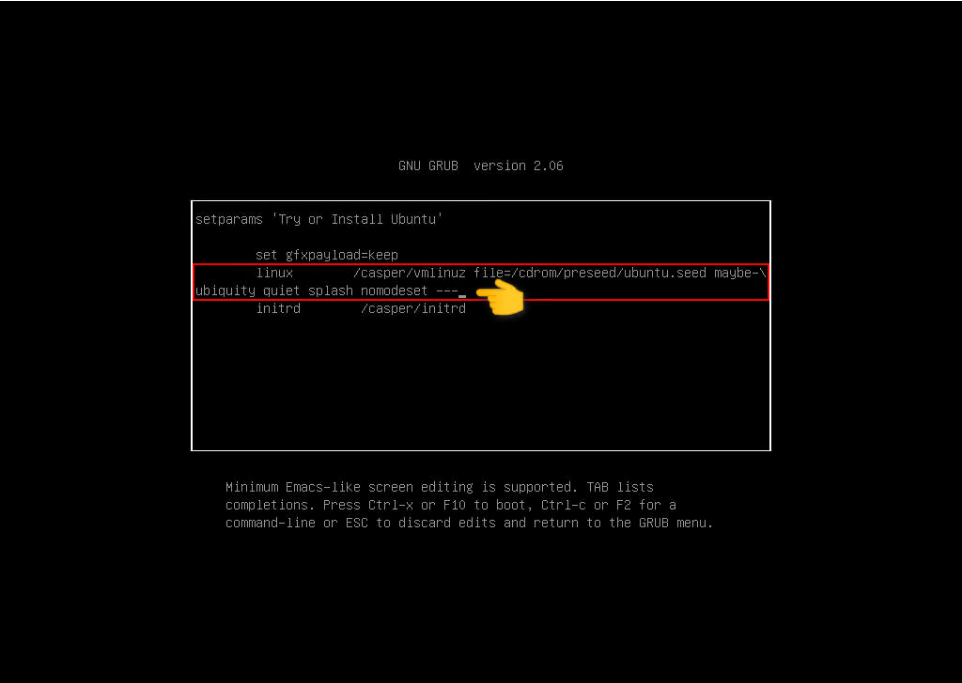 GNU GRUB  version 2.06
setparams 'Try or Install Ubuntu'
set gfxpayload=keep
linux        /casper/vmlinuz file=/cdrom/preseed/ubuntu.seed maybe-\
ubiquity quiet splash nomodeset ---_
initrd        /casper/initrd
Minimum Emacs-like screen editing is supported. TAB lists
completions. Press Ctrl-x or F10 to boot, Ctrl-c or F2 for a
command-line or ESC to discard edits and return to the GRUB menu.